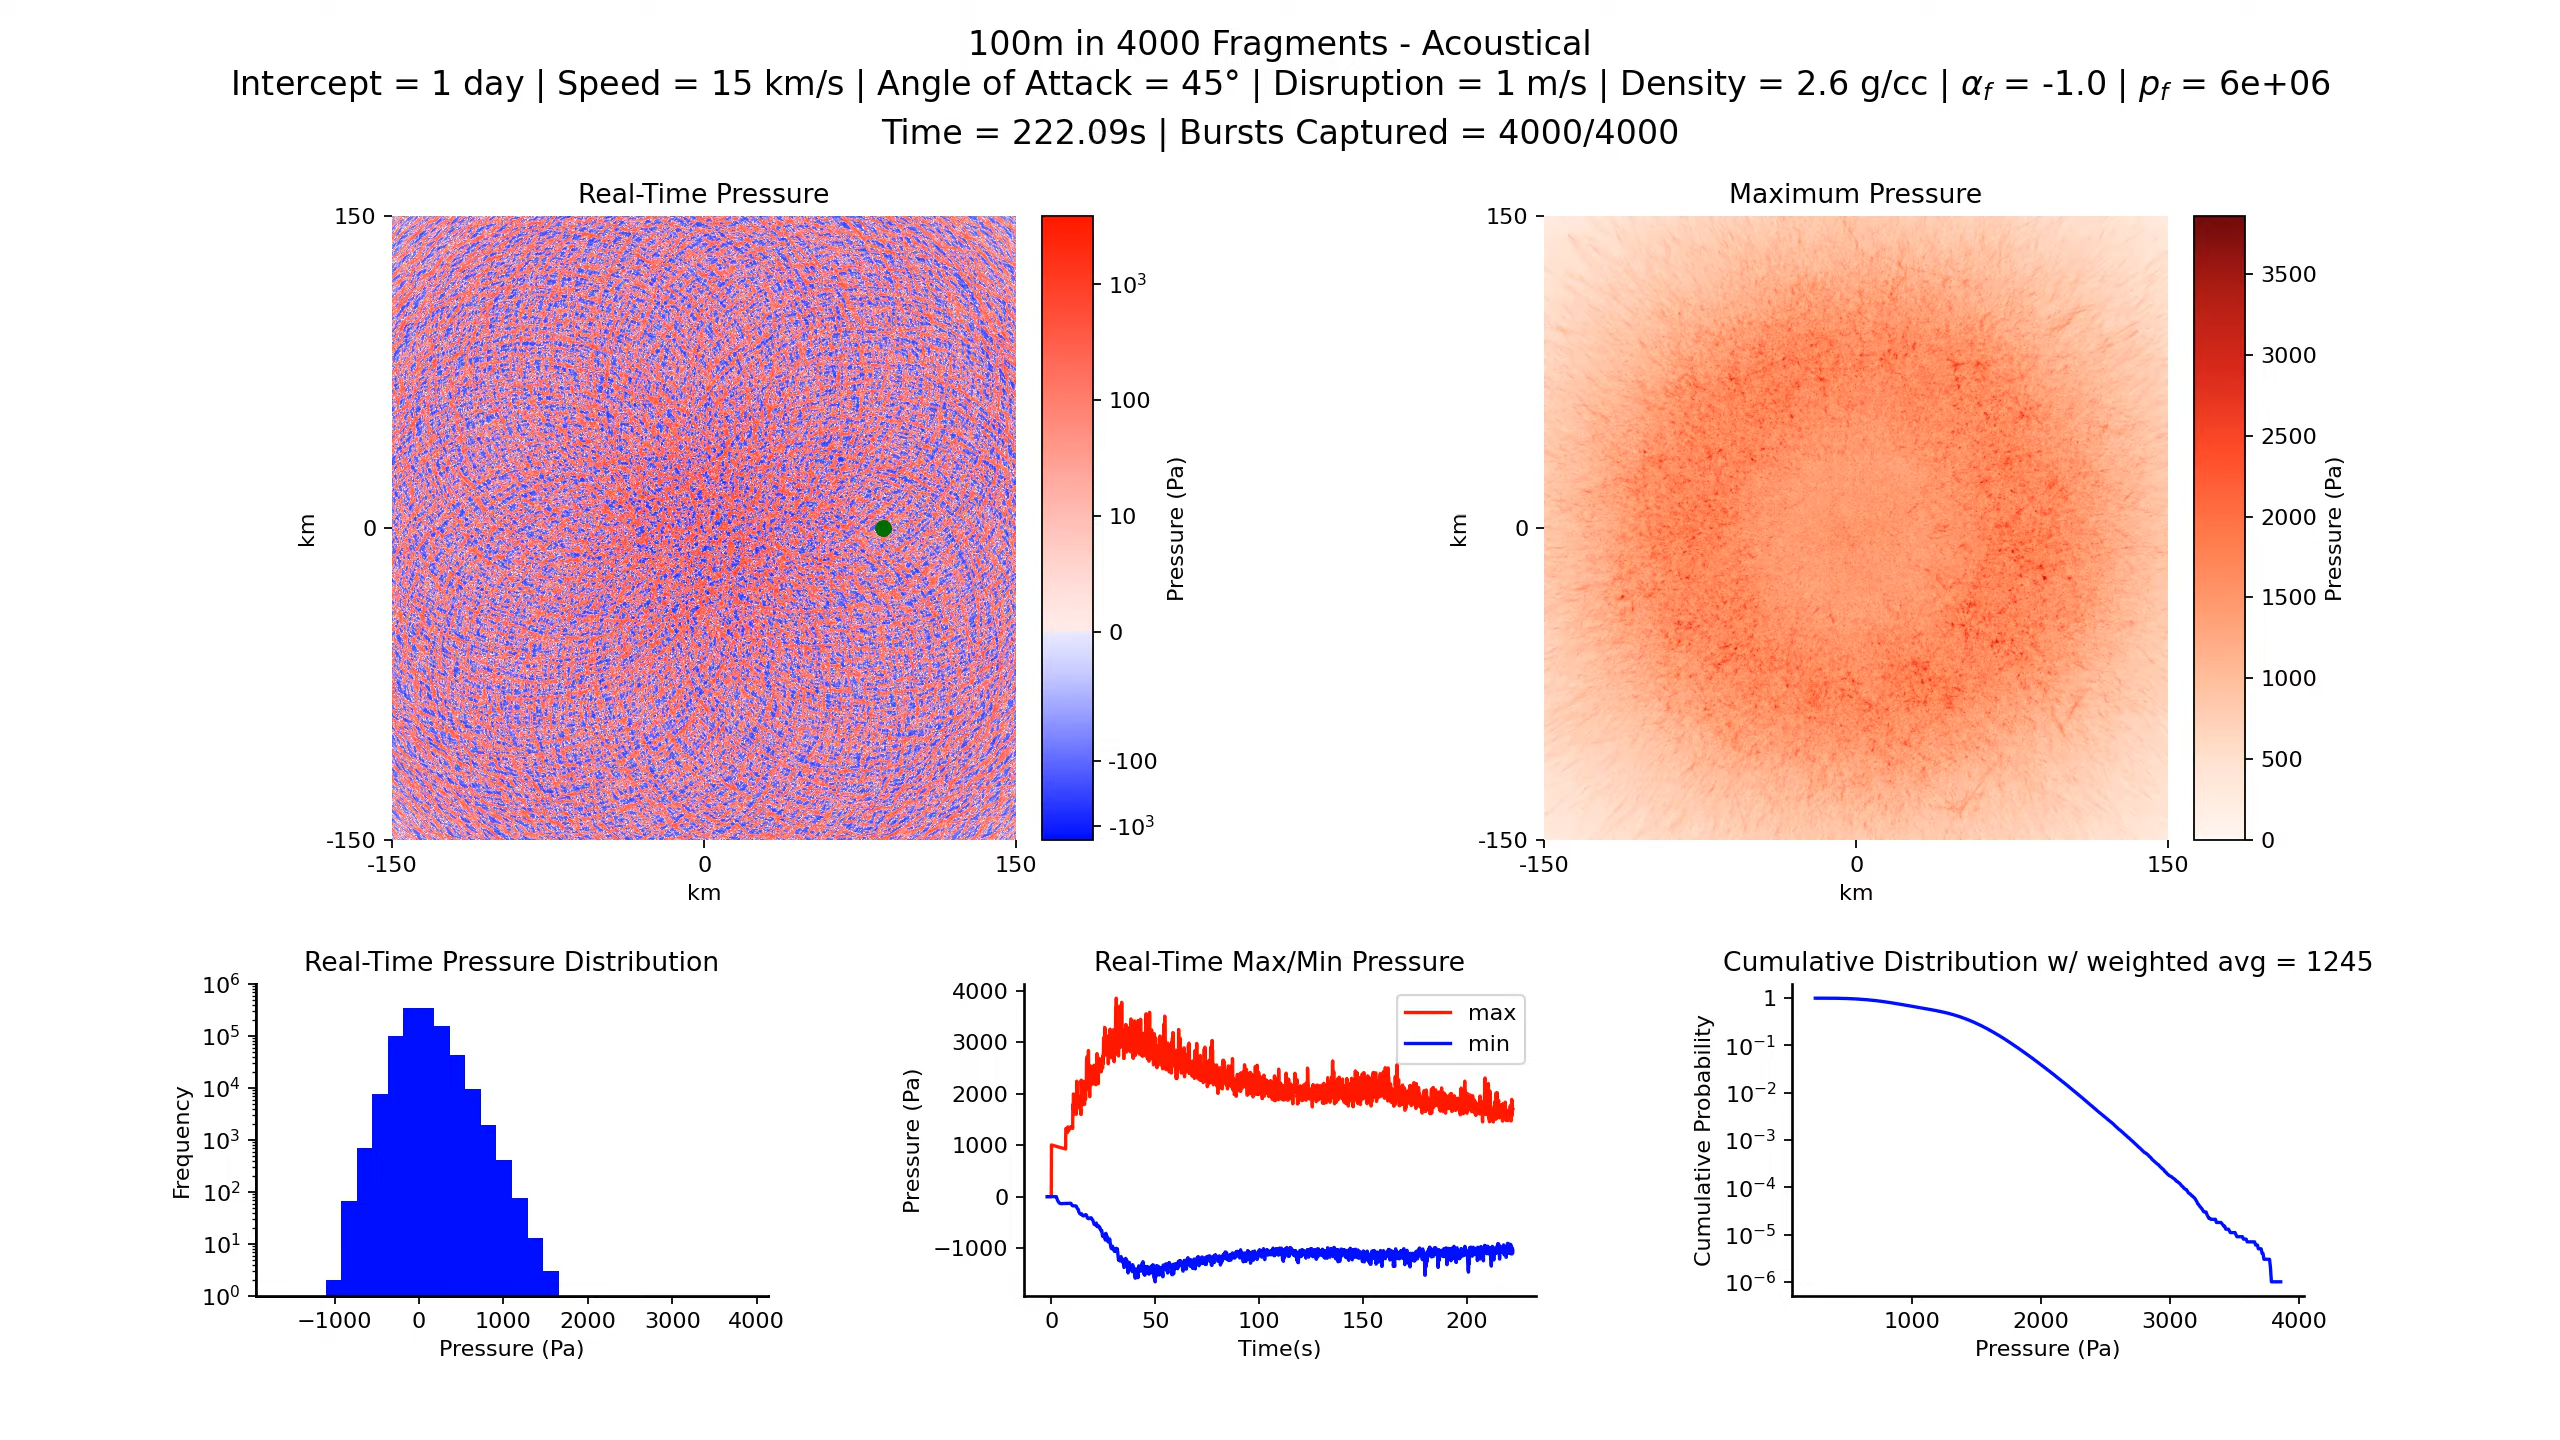 100m in 4000 Fragments - Acoustical
Intercept = 1 day | Speed = 15 km/s | Angle of Attack = 45° | Disruption = 1 m/s | Density = 2.6 g/cc | α_f = -1.0 | p_f = 6e+06
Time = 222.09s | Bursts Captured = 4000/4000
Real-Time Pressure
150
0
-150
km
-150 0 150
km
10³
100
10
0
-100
-10³
Pressure (Pa)
Maximum Pressure
150
0
-150
km
-150 0 150
km
3500
3000
2500
2000
1500
1000
500
0
Pressure (Pa)
Real-Time Pressure Distribution
10⁶
10⁵
10⁴
10³
10²
10¹
10⁰
Frequency
−1000 0 1000 2000 3000 4000
Pressure (Pa)
Real-Time Max/Min Pressure
4000
3000
2000
1000
0
−1000
Pressure (Pa)
max
min
0 50 100 150 200
Time(s)
Cumulative Distribution w/ weighted avg = 1245
1
10⁻¹
10⁻²
10⁻³
10⁻⁴
10⁻⁵
10⁻⁶
Cumulative Probability
1000 2000 3000 4000
Pressure (Pa)